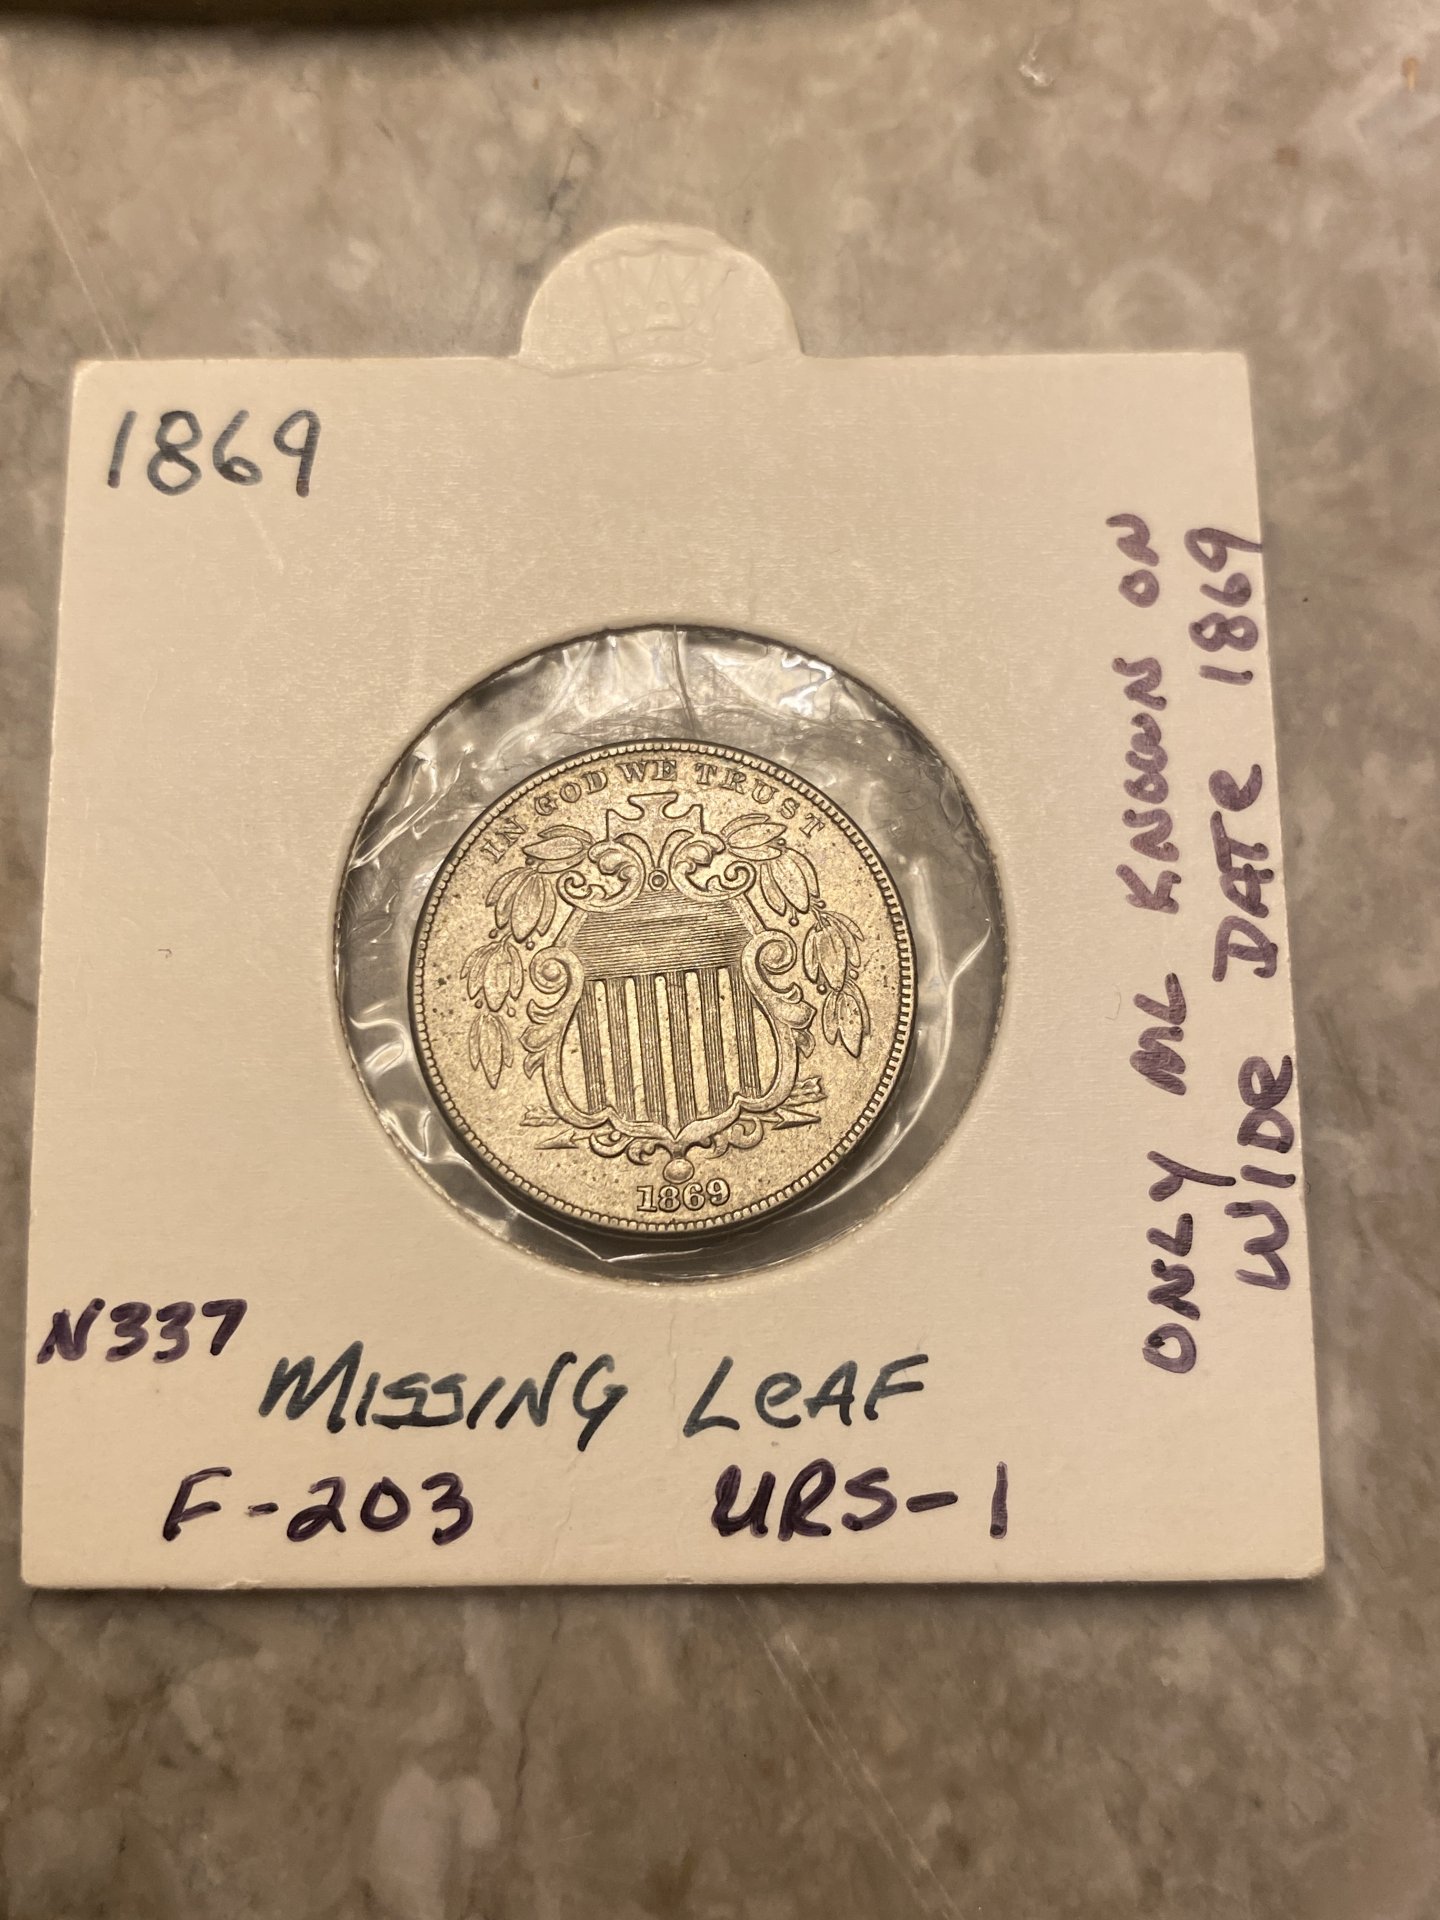 1869
IN GOD WE TRUST
1869
N337
MISSING LeAF
F-203 URS-1
ONLY ML KNOWN ON
WIDE DATE 1869